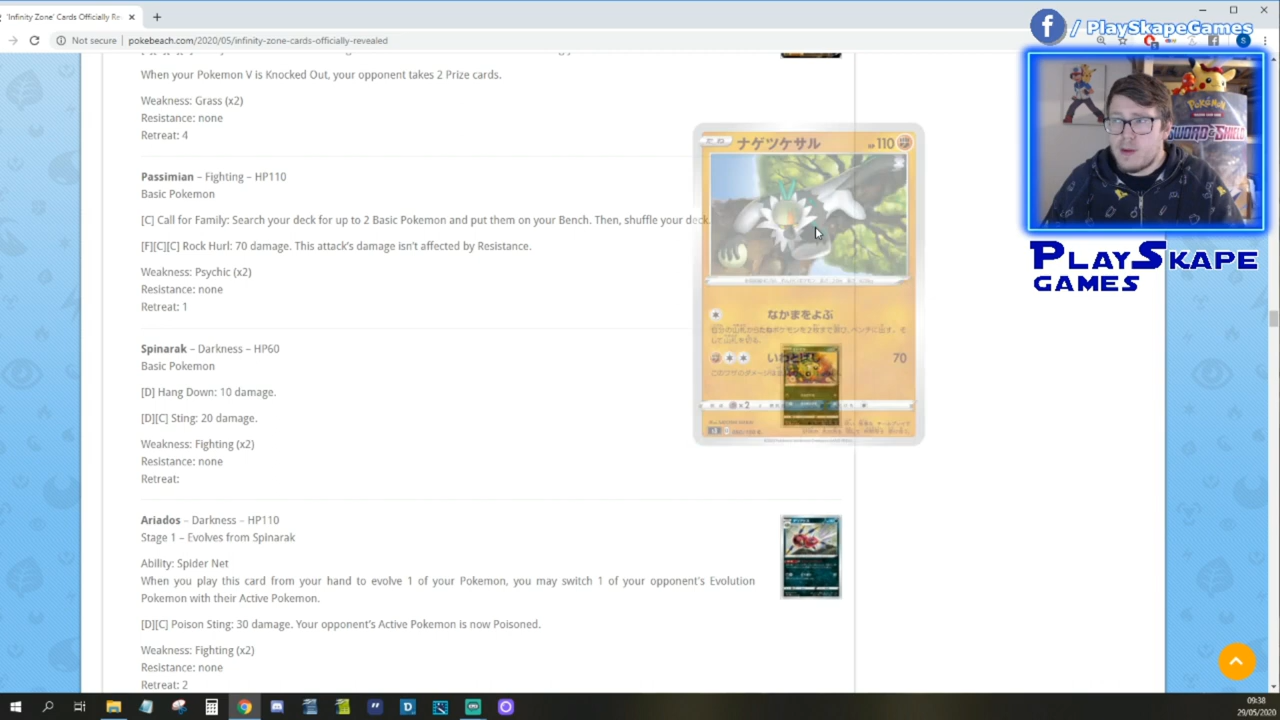 'Infinity Zone' Cards Officially Re
Not secure | pokebeach.com/2020/05/infinity-zone-cards-officially-revealed
/ PlaySkapeGames
When your Pokemon V is Knocked Out, your opponent takes 2 Prize cards.
Weakness: Grass (x2)
Resistance: none
Retreat: 4
Passimian – Fighting – HP110
Basic Pokemon
[C] Call for Family: Search your deck for up to 2 Basic Pokemon and put them on your Bench. Then, shuffle your deck.
[F][C][C] Rock Hurl: 70 damage. This attack's damage isn't affected by Resistance.
Weakness: Psychic (x2)
Resistance: none
Retreat: 1
ナゲツケサル
HP 110
なかまをよぶ
70
×2
Spinarak – Darkness – HP60
Basic Pokemon
[D] Hang Down: 10 damage.
[D][C] Sting: 20 damage.
Weakness: Fighting (x2)
Resistance: none
Retreat:
Ariados – Darkness – HP110
Stage 1 – Evolves from Spinarak
Ability: Spider Net
When you play this card from your hand to evolve 1 of your Pokemon, you may switch 1 of your opponent's Evolution
Pokemon with their Active Pokemon.
[D][C] Poison Sting: 30 damage. Your opponent's Active Pokemon is now Poisoned.
Weakness: Fighting (x2)
Resistance: none
Retreat: 2
POKÉMON
SWORD & SHIELD
PLAYSKAPE
GAMES
09:38
29/05/2020